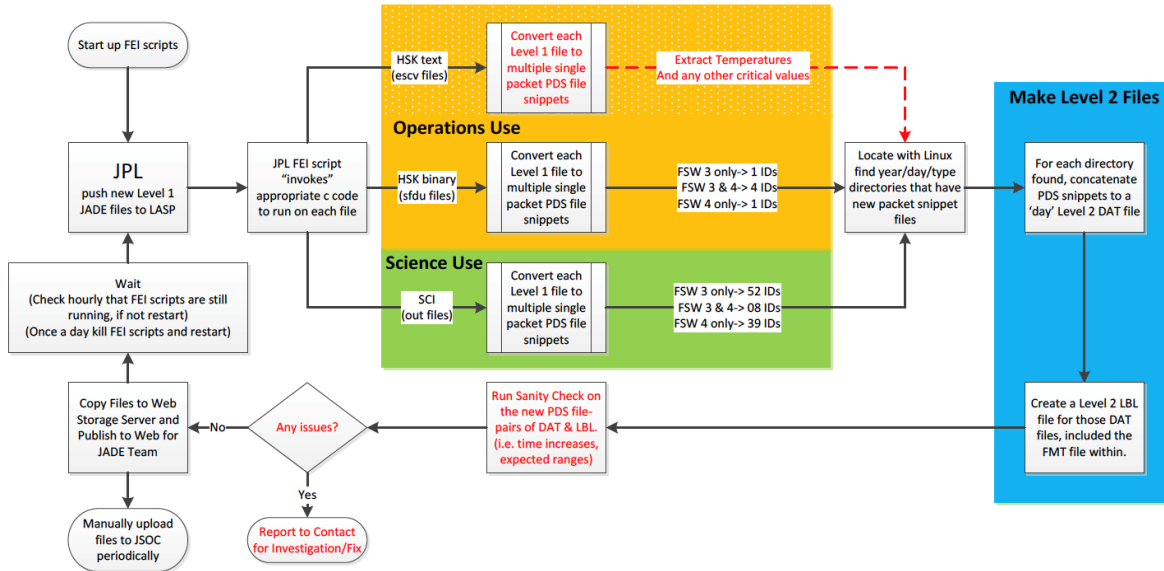 Start up FEI scripts
HSK text
(escv files)
Convert each
Level 1 file to
multiple single
packet PDS file
snippets
Extract Temperatures
And any other critical values
Make Level 2 Files
Operations Use
JPL
push new Level 1
JADE files to LASP
JPL FEI script
“invokes”
appropriate c code
to run on each file
HSK binary
(sfdu files)
Convert each
Level 1 file to
multiple single
packet PDS file
snippets
FSW 3 only-> 1 IDs
FSW 3 & 4-> 4 IDs
FSW 4 only-> 1 IDs
Locate with Linux
find year/day/type
directories that have
new packet snippet
files
For each directory
found, concatenate
PDS snippets to a
‘day’ Level 2 DAT file
Science Use
Wait
(Check hourly that FEI scripts are still
running, if not restart)
(Once a day kill FEI scripts and restart)
SCI
(out files)
Convert each
Level 1 file to
multiple single
packet PDS file
snippets
FSW 3 only-> 52 IDs
FSW 3 & 4-> 08 IDs
FSW 4 only-> 39 IDs
Copy Files to Web
Storage Server and
Publish to Web for
JADE Team
No
Any issues?
Run Sanity Check on
the new PDS file-
pairs of DAT & LBL.
(i.e. time increases,
expected ranges)
Create a Level 2 LBL
file for those DAT
files, included the
FMT file within.
Yes
Manually upload
files to JSOC
periodically
Report to Contact
for Investigation/Fix